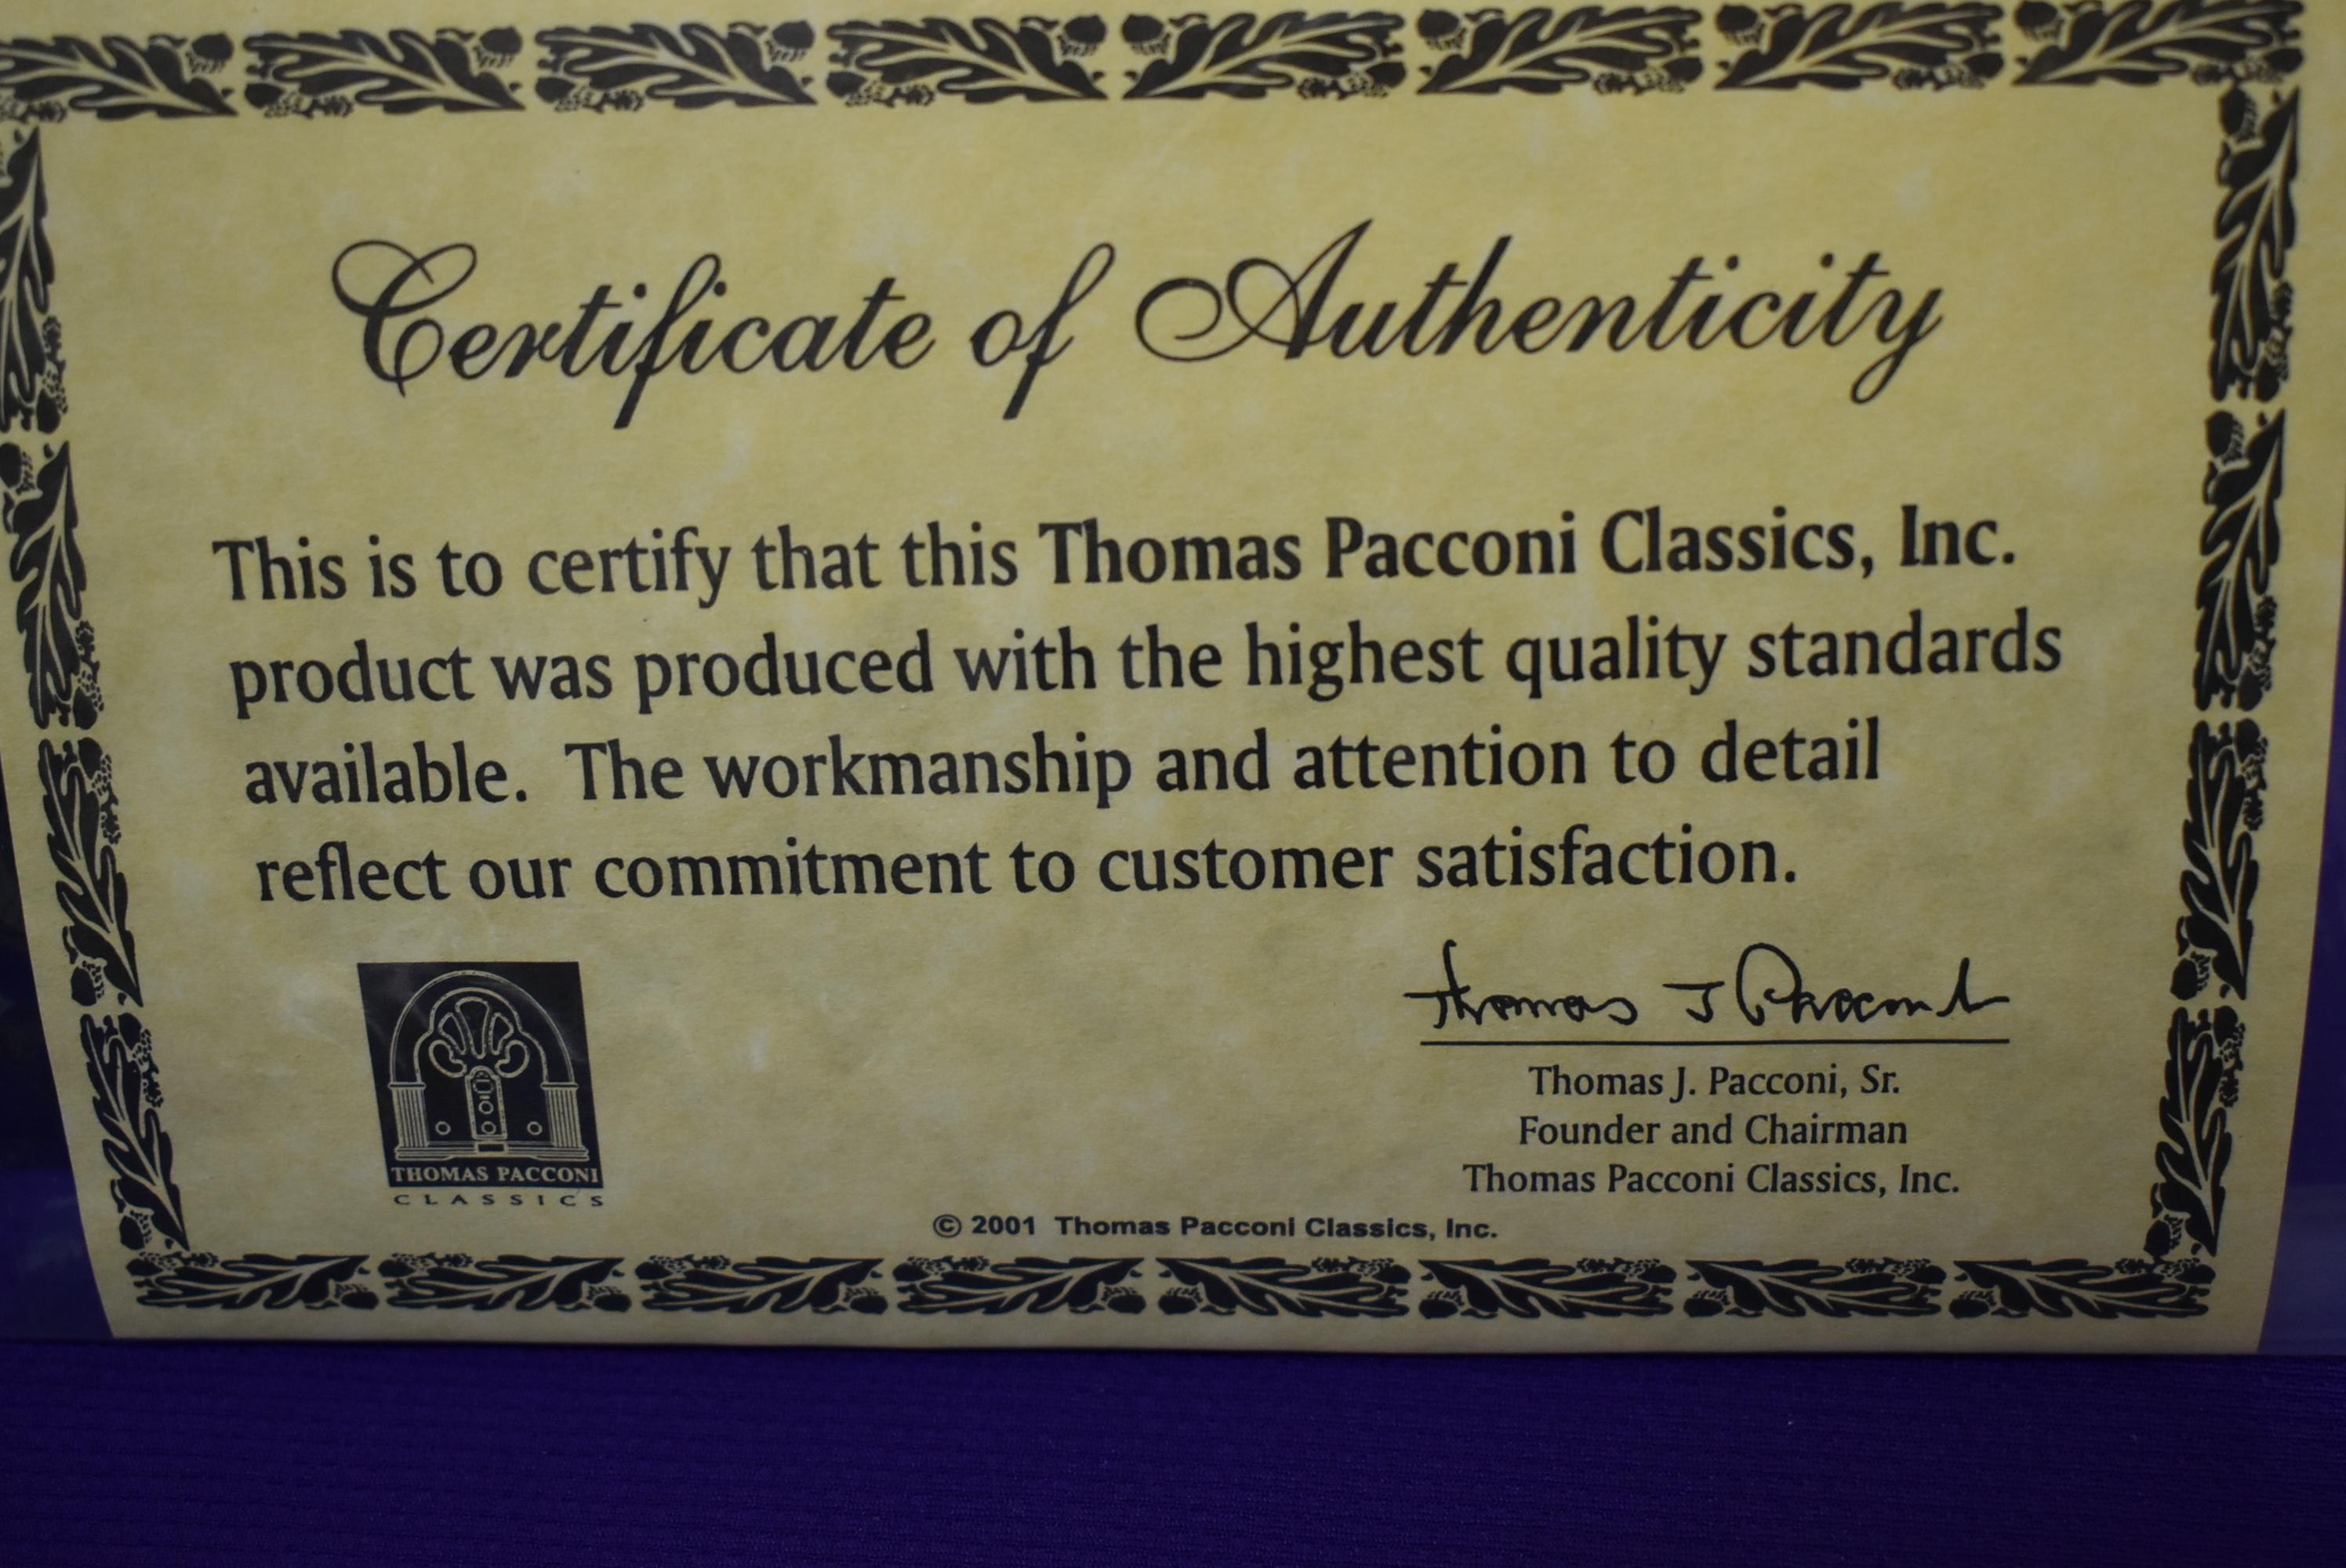 Certificate of Authenticity
This is to certify that this Thomas Pacconi Classics, Inc.
product was produced with the highest quality standards
available. The workmanship and attention to detail
reflect our commitment to customer satisfaction.
THOMAS PACCONI
CLASSICS
Thomas J Pacconi
Thomas J. Pacconi, Sr.
Founder and Chairman
Thomas Pacconi Classics, Inc.
© 2001 Thomas Pacconi Classics, Inc.